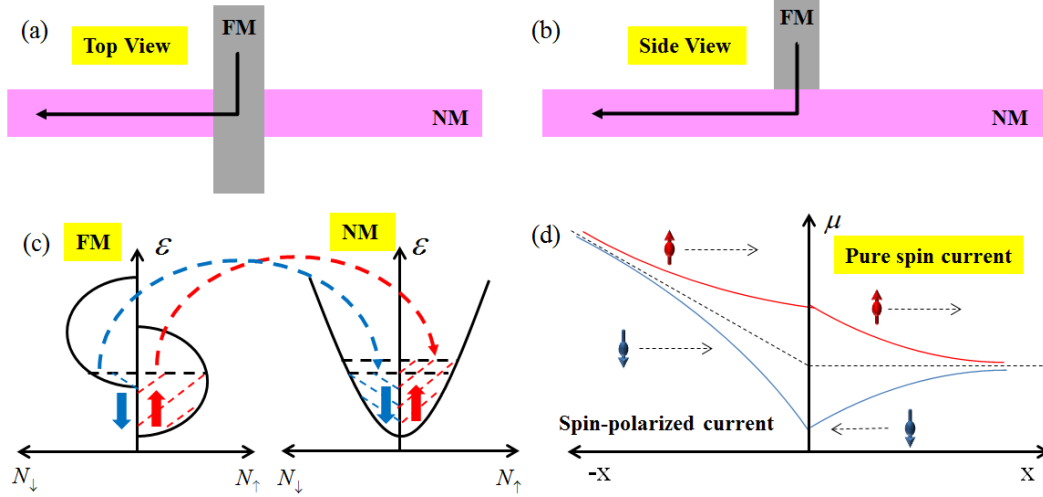 (a)
Top View
FM
NM
(b)
Side View
FM
NM
(c)
FM
ε
NM
ε
N↓
N↑
N↓
N↑
(d)
μ
Pure spin current
Spin-polarized current
-x
x